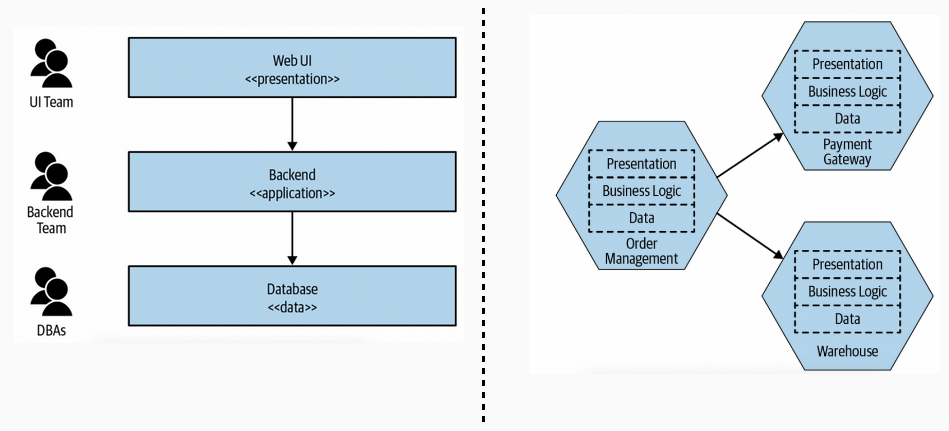 UI Team
Web UI
<<presentation>>
Backend
Team
Backend
<<application>>
DBAs
Database
<<data>>
Presentation
Business Logic
Data
Order
Management
Presentation
Business Logic
Data
Payment
Gateway
Presentation
Business Logic
Data
Warehouse